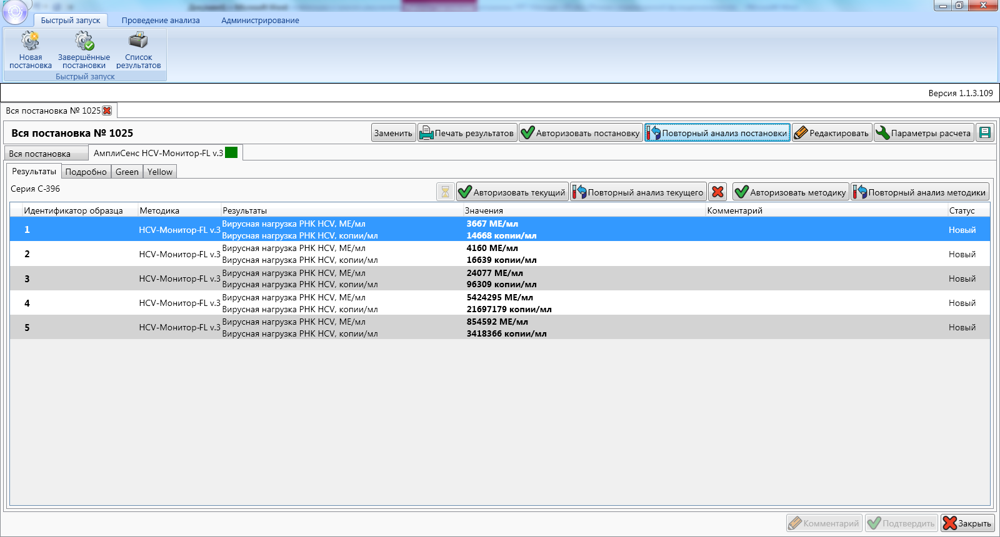 Быстрый запуск Проведение анализа Администрирование
Новая постановка
Завершённые постановки
Список результатов
Быстрый запуск
Версия 1.1.3.109
Вся постановка № 1025
Вся постановка № 1025
Заменить Печать результатов Авторизовать постановку Повторный анализ постановки Редактировать Параметры расчета
Вся постановка АмплиСенс HCV-Монитор-FL v.3
Результаты Подробно Green Yellow
Серия C-396
Авторизовать текущий Повторный анализ текущего Авторизовать методику Повторный анализ методики
Идентификатор образца Методика Результаты Значения Комментарий Статус
1 HCV-Монитор-FL v.3 Вирусная нагрузка РНК HCV, МЕ/мл 3667 МЕ/мл Новый
Вирусная нагрузка РНК HCV, копии/мл 14668 копии/мл
2 HCV-Монитор-FL v.3 Вирусная нагрузка РНК HCV, МЕ/мл 4160 МЕ/мл Новый
Вирусная нагрузка РНК HCV, копии/мл 16639 копии/мл
3 HCV-Монитор-FL v.3 Вирусная нагрузка РНК HCV, МЕ/мл 24077 МЕ/мл Новый
Вирусная нагрузка РНК HCV, копии/мл 96309 копии/мл
4 HCV-Монитор-FL v.3 Вирусная нагрузка РНК HCV, МЕ/мл 5424295 МЕ/мл Новый
Вирусная нагрузка РНК HCV, копии/мл 21697179 копии/мл
5 HCV-Монитор-FL v.3 Вирусная нагрузка РНК HCV, МЕ/мл 854592 МЕ/мл Новый
Вирусная нагрузка РНК HCV, копии/мл 3418366 копии/мл
Комментарий Подтвердить Закрыть